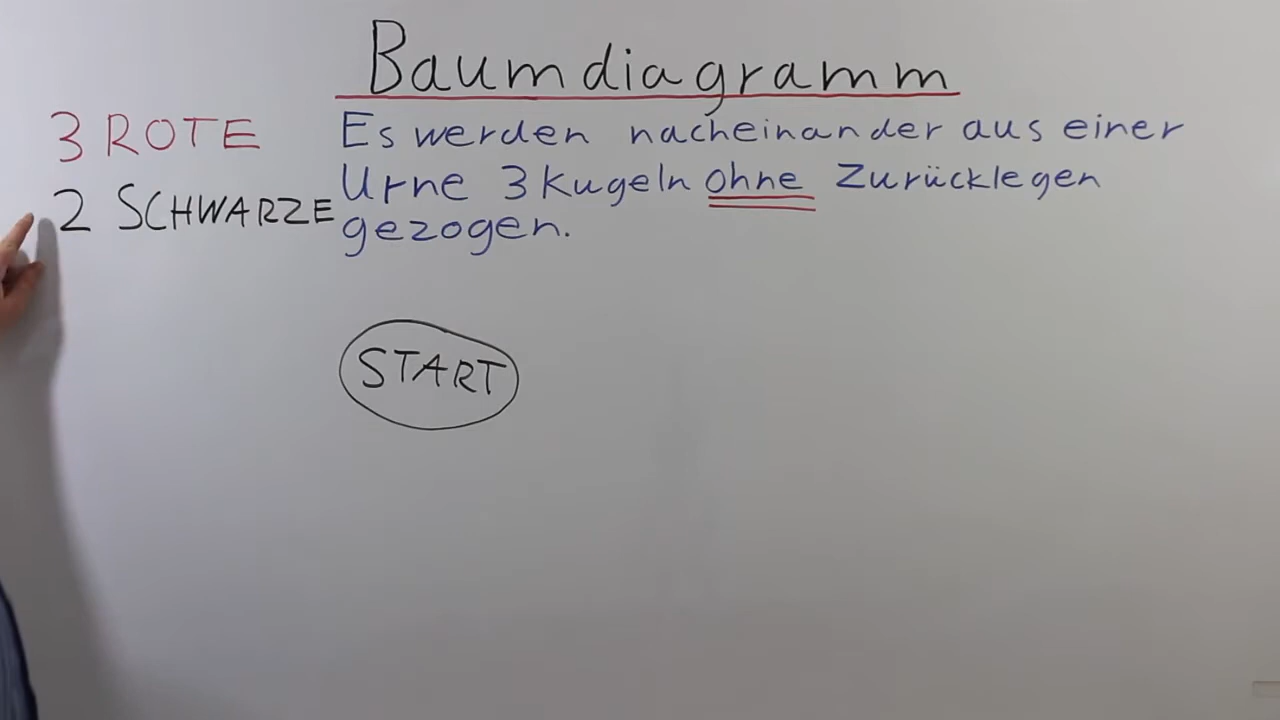 Baumdiagramm
3 ROTE
2 SCHWARZE
Es werden nacheinander aus einer
Urne 3 Kugeln ohne Zurücklegen
gezogen.
START